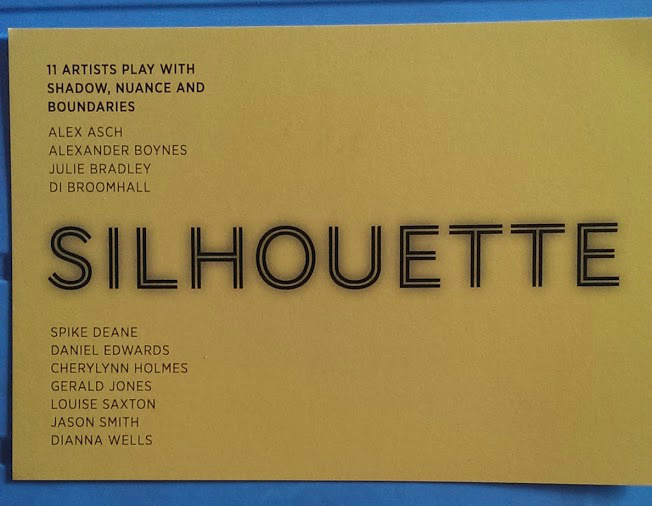 11 ARTISTS PLAY WITH
SHADOW, NUANCE AND
BOUNDARIES
ALEX ASCH
ALEXANDER BOYNES
JULIE BRADLEY
DI BROOMHALL
SILHOUETTE
SPIKE DEANE
DANIEL EDWARDS
CHERYLYNN HOLMES
GERALD JONES
LOUISE SAXTON
JASON SMITH
DIANNA WELLS